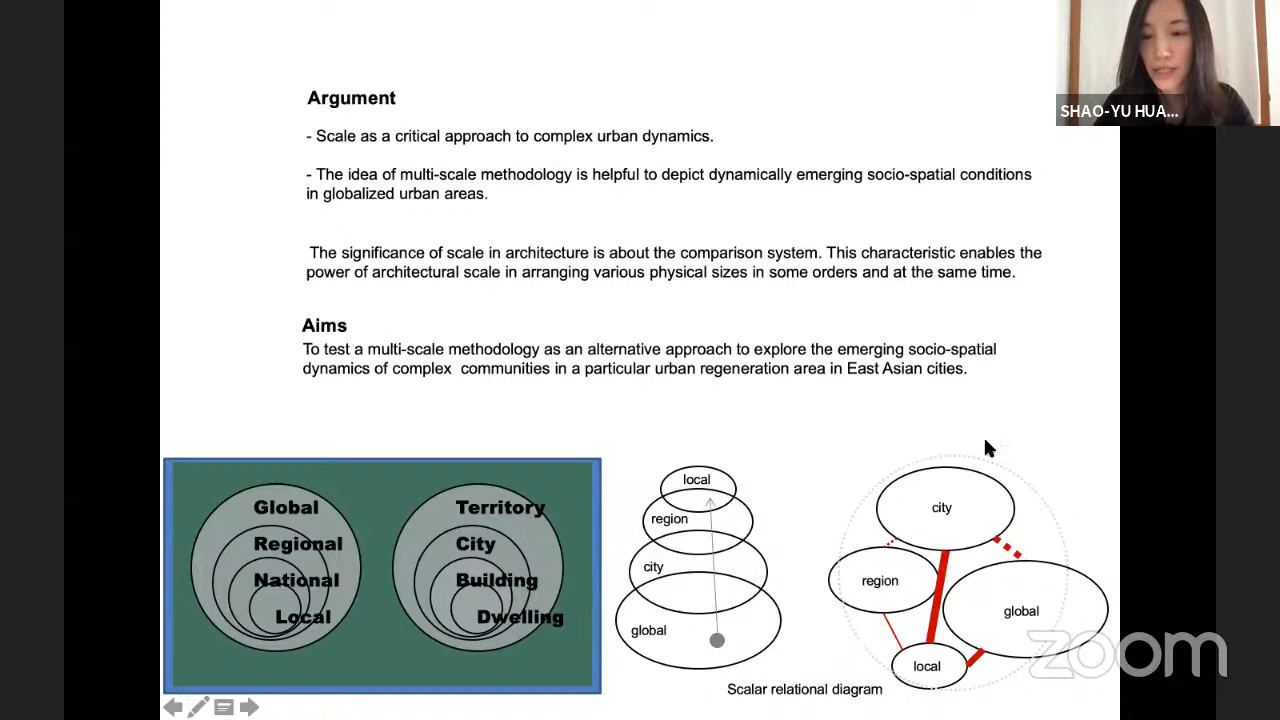 SHAO-YU HUA...
Argument
- Scale as a critical approach to complex urban dynamics.
- The idea of multi-scale methodology is helpful to depict dynamically emerging socio-spatial conditions
in globalized urban areas.
The significance of scale in architecture is about the comparison system. This characteristic enables the
power of architectural scale in arranging various physical sizes in some orders and at the same time.
Aims
To test a multi-scale methodology as an alternative approach to explore the emerging socio-spatial
dynamics of complex communities in a particular urban regeneration area in East Asian cities.
Global
Regional
National
Local
Territory
City
Building
Dwelling
local
region
city
global
city
region
global
local
Scalar relational diagram
zoom